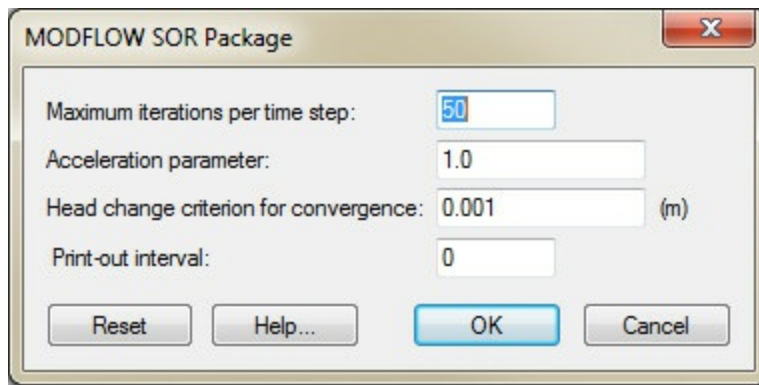 MODFLOW SOR Package
Maximum iterations per time step: 50
Acceleration parameter: 1.0
Head change criterion for convergence: 0.001 (m)
Print-out interval: 0
Reset Help... OK Cancel